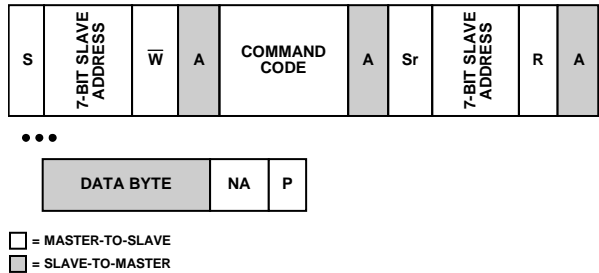 S 7-BIT SLAVE ADDRESS W̅ A COMMAND CODE A Sr 7-BIT SLAVE ADDRESS R A
•••
DATA BYTE NA P
= MASTER-TO-SLAVE
= SLAVE-TO-MASTER